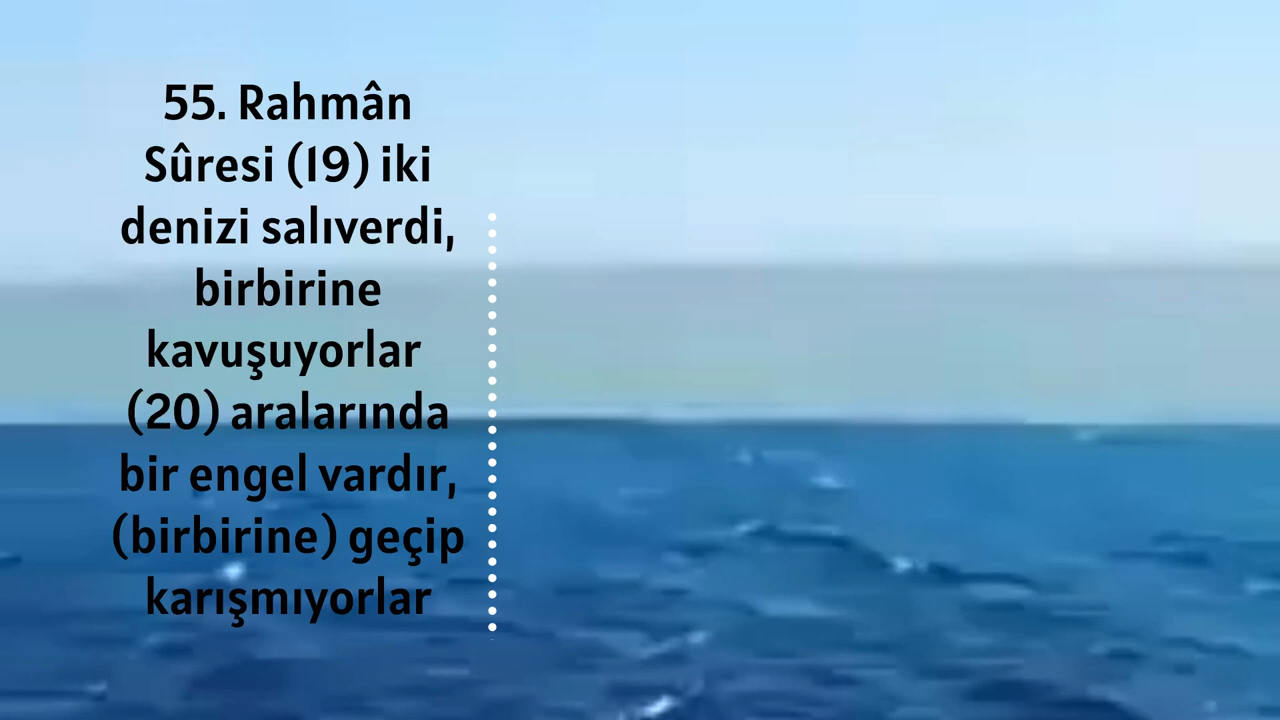 55. Rahmân
Sûresi (19) iki
denizi salıverdi,
birbirine
kavuşuyorlar
(20) aralarında
bir engel vardır,
(birbirine) geçip
karışmıyorlar